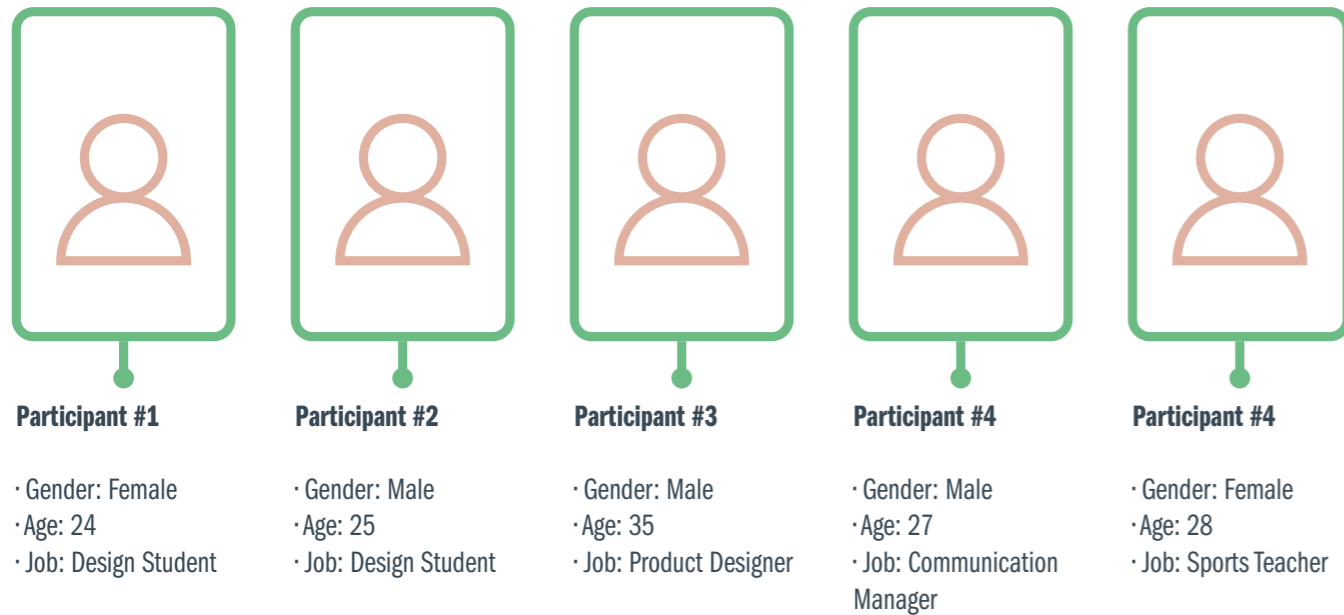 Participant #1
· Gender: Female
· Age: 24
· Job: Design Student
Participant #2
· Gender: Male
· Age: 25
· Job: Design Student
Participant #3
· Gender: Male
· Age: 35
· Job: Product Designer
Participant #4
· Gender: Male
· Age: 27
· Job: Communication
Manager
Participant #4
· Gender: Female
· Age: 28
· Job: Sports Teacher